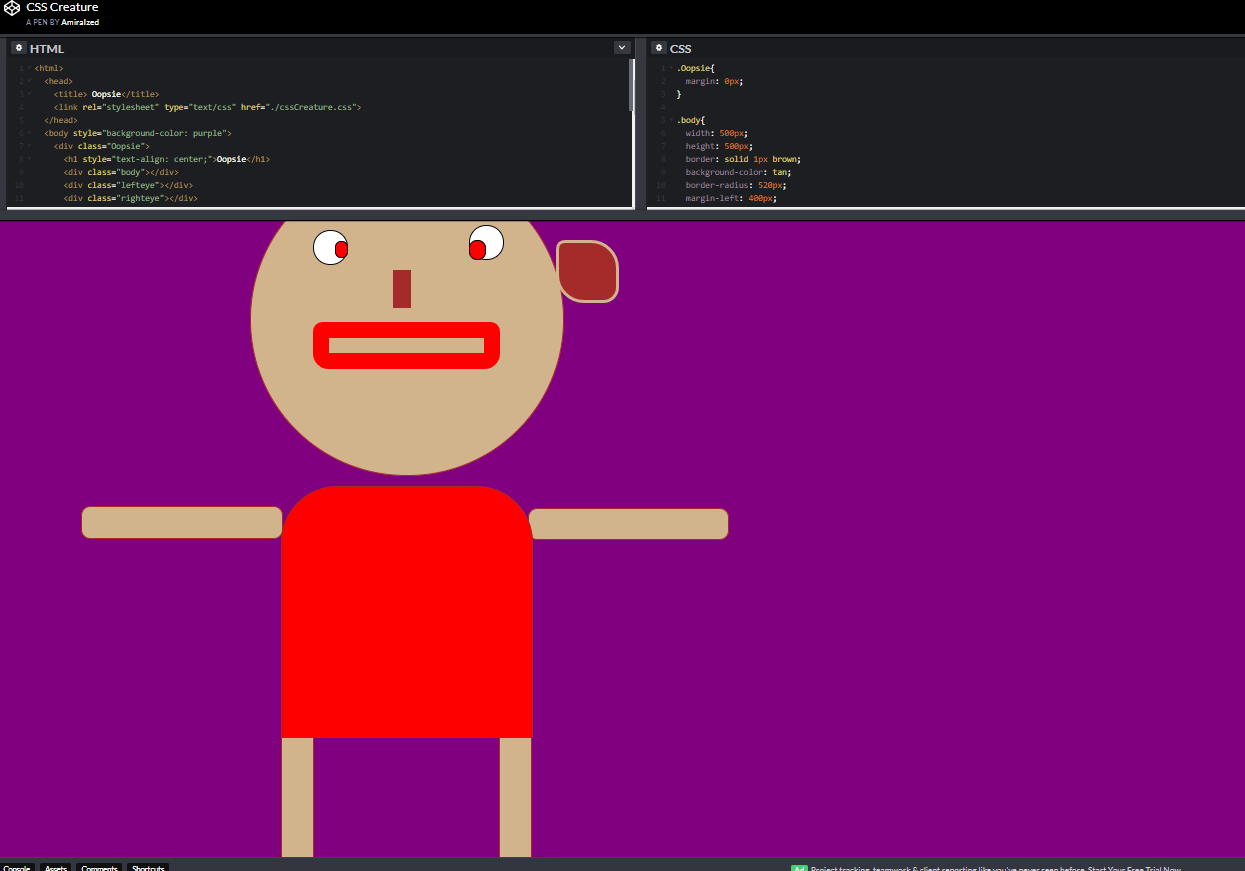 CSS Creature
A PEN BY Amiralzed
HTML
1 <html>
2 <head>
3 <title> Oopsie</title>
4 <link rel="stylesheet" type="text/css" href="./cssCreature.css">
5 </head>
6 <body style="background-color: purple">
7 <div class="Oopsie">
8 <h1 style="text-align: center;">Oopsie</h1>
9 <div class="body"></div>
10 <div class="lefteye"></div>
11 <div class="righteye"></div>
CSS
1 .Oopsie{
2 margin: 0px;
3 }
4
5 .body{
6 width: 500px;
7 height: 500px;
8 border: solid 1px brown;
9 background-color: tan;
10 border-radius: 520px;
11 margin-left: 400px;
Console Assets Comments Shortcuts
Ad Project tracking, teamwork & client reporting like you've never seen before. Start Your Free Trial Now.